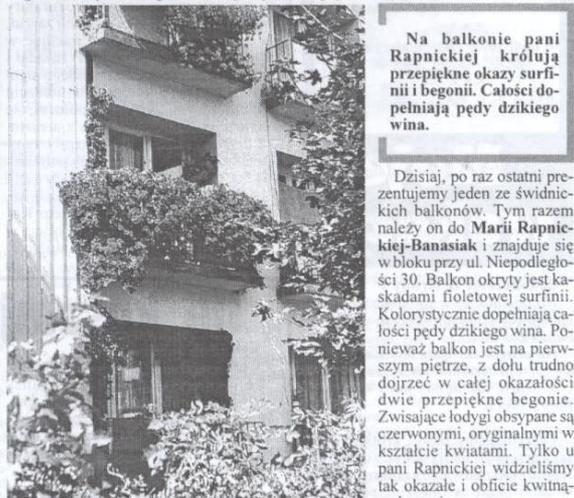 Na balkonie pani
Rapnickiej królują
przepiękne okazy surfi-
nii i begonii. Całości do-
pełniają pędy dzikiego
wina.
Dzisiaj, po raz ostatni pre-
zentujemy jeden ze świdnic-
kich balkonów. Tym razem
należy on do Marii Rapnic-
kiej-Banasiak i znajduje się
w bloku przy ul. Niepodległo-
ści 30. Balkon okryty jest ka-
skadami fioletowej surfinii.
Kolorystycznie dopełniają ca-
łości pędy dzikiego wina. Po-
nieważ balkon jest na pierw-
szym piętrze, z dołu trudno
dojrzeć w całej okazałości
dwie przepiękne begonie.
Zwisające łodygi obsypane są
czerwonymi, oryginalnymi w
kształcie kwiatami. Tylko u
pani Rapnickiej widzieliśmy
tak okazałe i obficie kwitną-